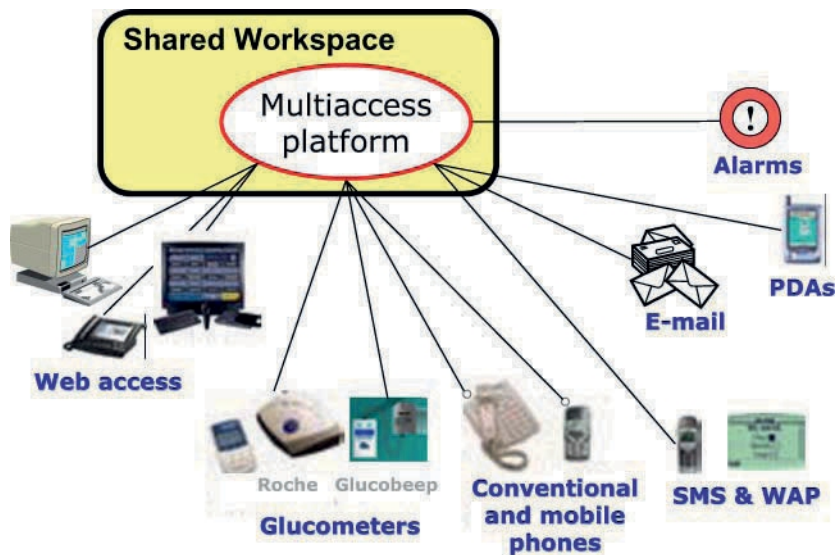 Shared Workspace
Multiaccess
platform
!
Alarms
PDAs
E-mail
Web access
Roche Glucobeep
Glucometers
Conventional
and mobile
phones
SMS & WAP